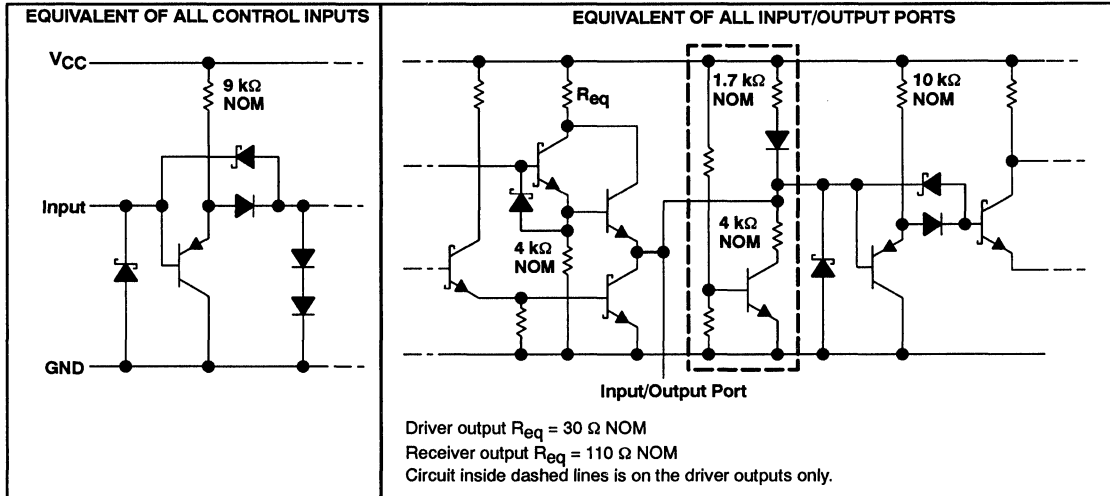 EQUIVALENT OF ALL CONTROL INPUTS
VCC
9 kΩ
NOM
Input
GND
EQUIVALENT OF ALL INPUT/OUTPUT PORTS
Req
1.7 kΩ
NOM
10 kΩ
NOM
4 kΩ
NOM
4 kΩ
NOM
Input/Output Port
Driver output Req = 30 Ω NOM
Receiver output Req = 110 Ω NOM
Circuit inside dashed lines is on the driver outputs only.